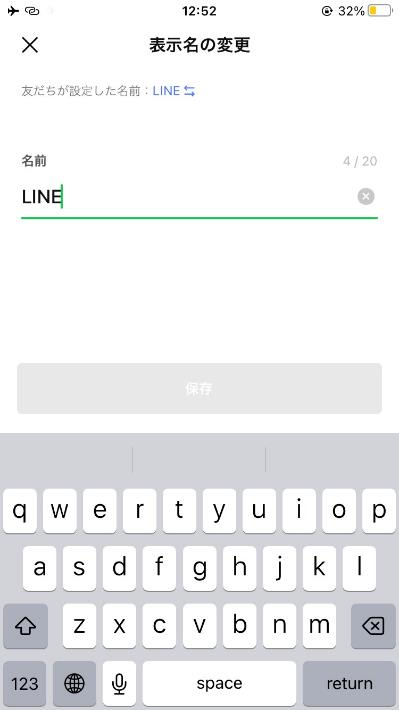 12:52
32%
表示名の変更
友だちが設定した名前：LINE
名前
4 / 20
LINE
保存
q w e r t y u i o p
a s d f g h j k l
z x c v b n m
123 space return